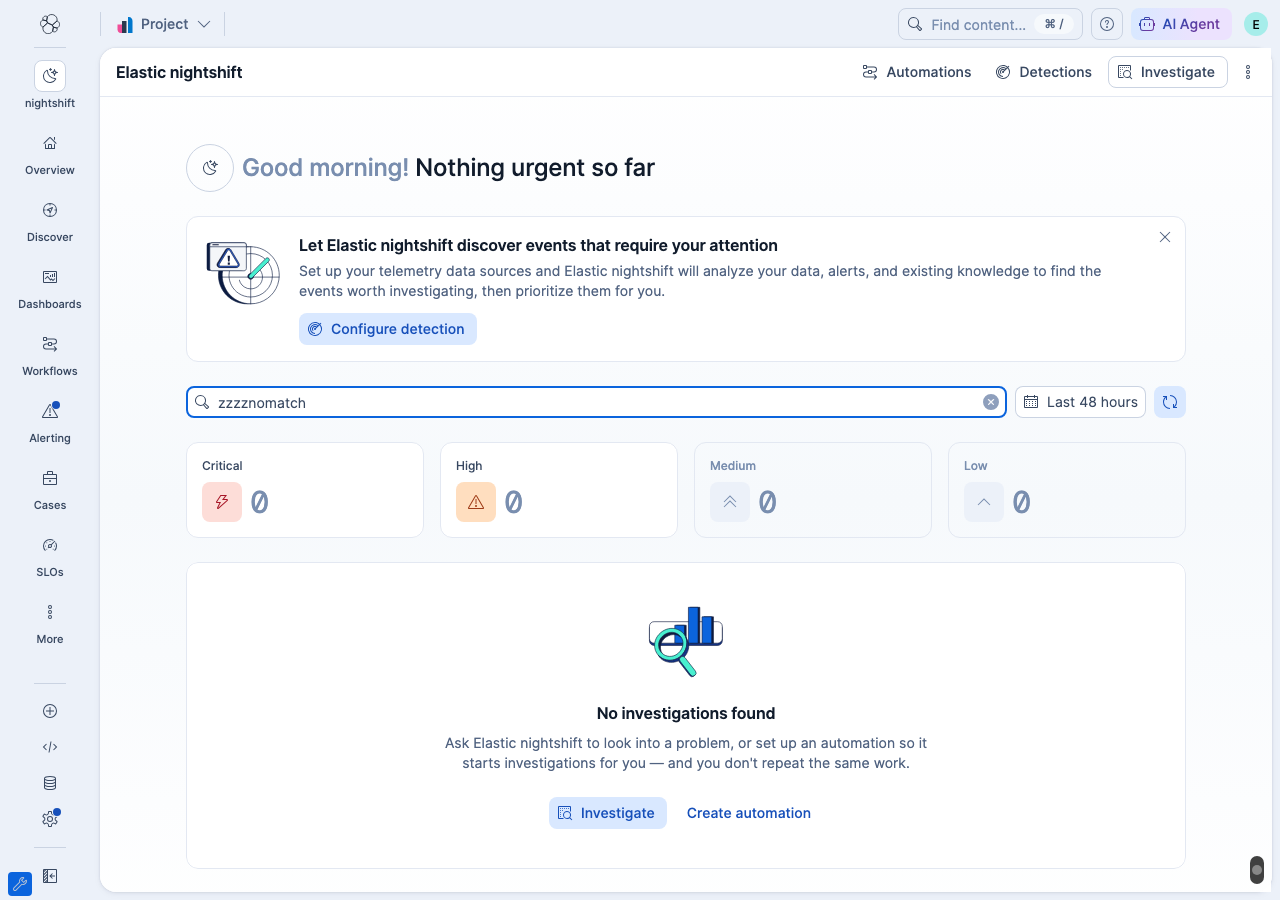 Project
Find content...
⌘ /
AI Agent
E
nightshift
Overview
Discover
Dashboards
Workflows
Alerting
Cases
SLOs
More
Elastic nightshift
Automations
Detections
Investigate
Good morning! Nothing urgent so far
Let Elastic nightshift discover events that require your attention
Set up your telemetry data sources and Elastic nightshift will analyze your data, alerts, and existing knowledge to find the
events worth investigating, then prioritize them for you.
Configure detection
zzzznomatch
Last 48 hours
Critical
0
High
0
Medium
0
Low
0
No investigations found
Ask Elastic nightshift to look into a problem, or set up an automation so it
starts investigations for you — and you don't repeat the same work.
Investigate
Create automation